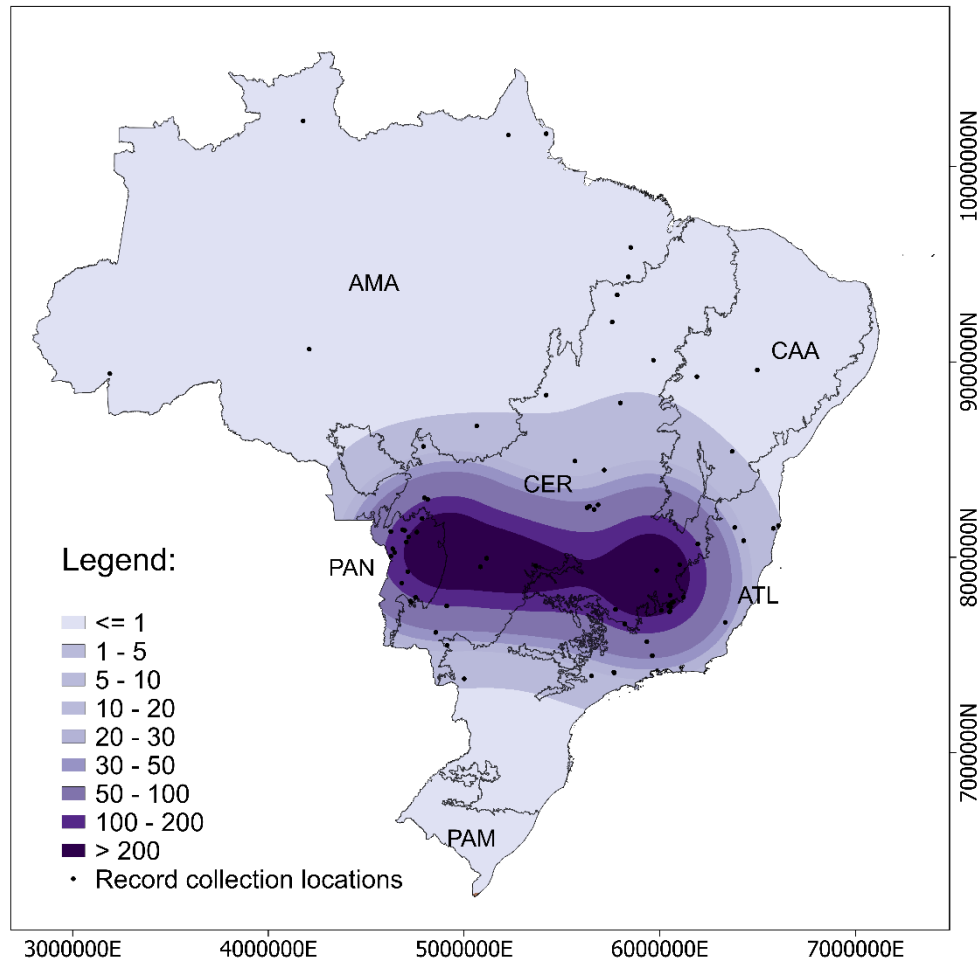 AMA
CAA
CER
PAN
ATL
PAM
Legend:
<= 1
1 - 5
5 - 10
10 - 20
20 - 30
30 - 50
50 - 100
100 - 200
> 200
Record collection locations
10000000N
9000000N
8000000N
7000000N
3000000E 4000000E 5000000E 6000000E 7000000E